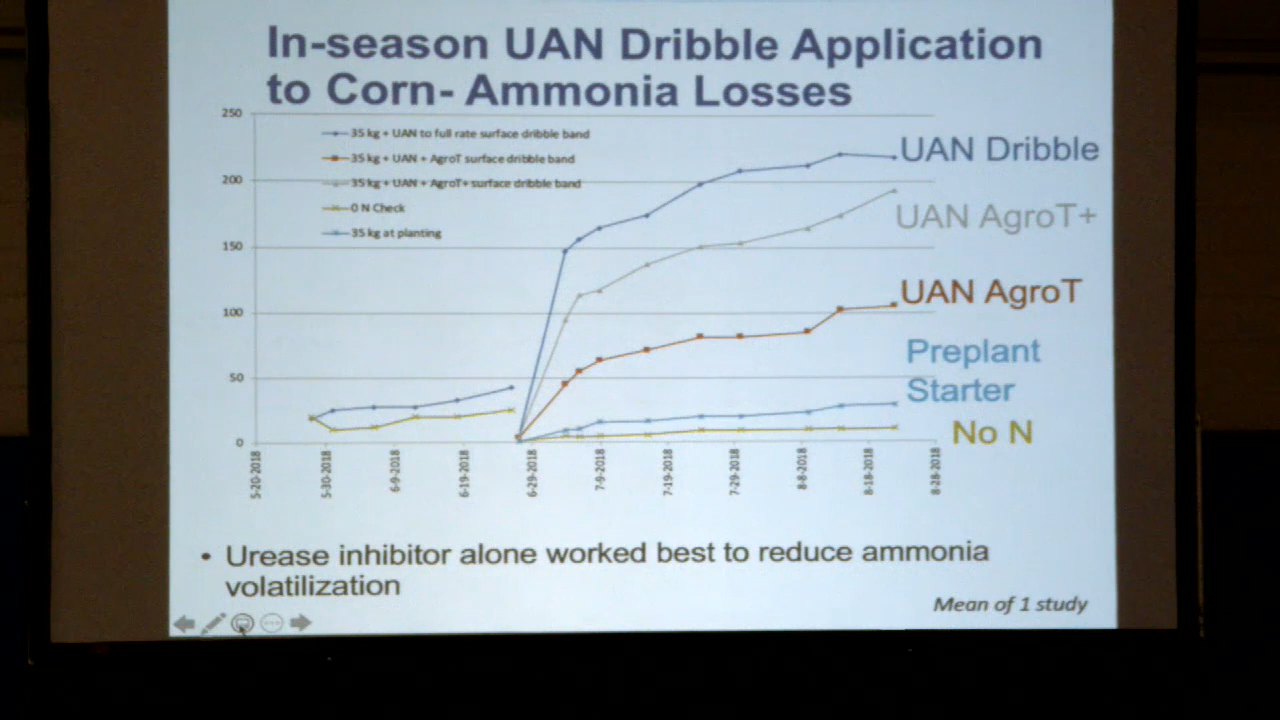 In-season UAN Dribble Application
to Corn- Ammonia Losses
250
200
150
100
50
0
35 kg + UAN to full rate surface dribble band
35 kg + UAN + AgroT surface dribble band
35 kg + UAN + AgroT+ surface dribble band
0 N Check
35 kg at planting
UAN Dribble
UAN AgroT+
UAN AgroT
Preplant
Starter
No N
5-20-2018
5-30-2018
6-9-2018
6-19-2018
6-29-2018
7-9-2018
7-19-2018
7-29-2018
8-8-2018
8-18-2018
8-28-2018
• Urease inhibitor alone worked best to reduce ammonia
volatilization
Mean of 1 study